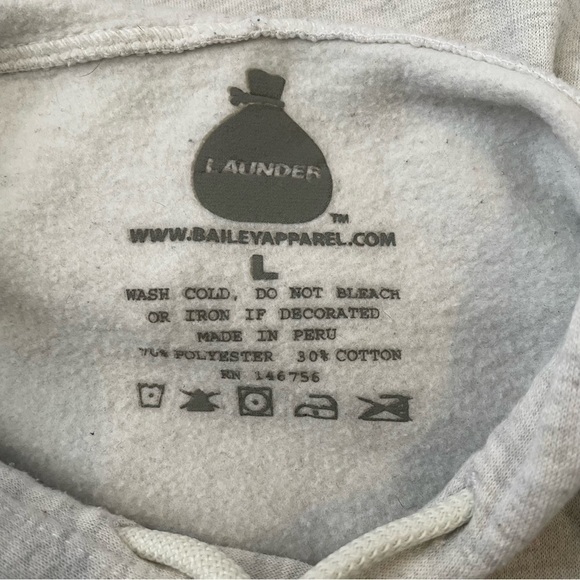 LAUNDER
TM
WWW.BAILEYAPPAREL.COM
L
WASH COLD, DO NOT BLEACH
OR IRON IF DECORATED
MADE IN PERU
70% POLYESTER 30% COTTON
RN 146756